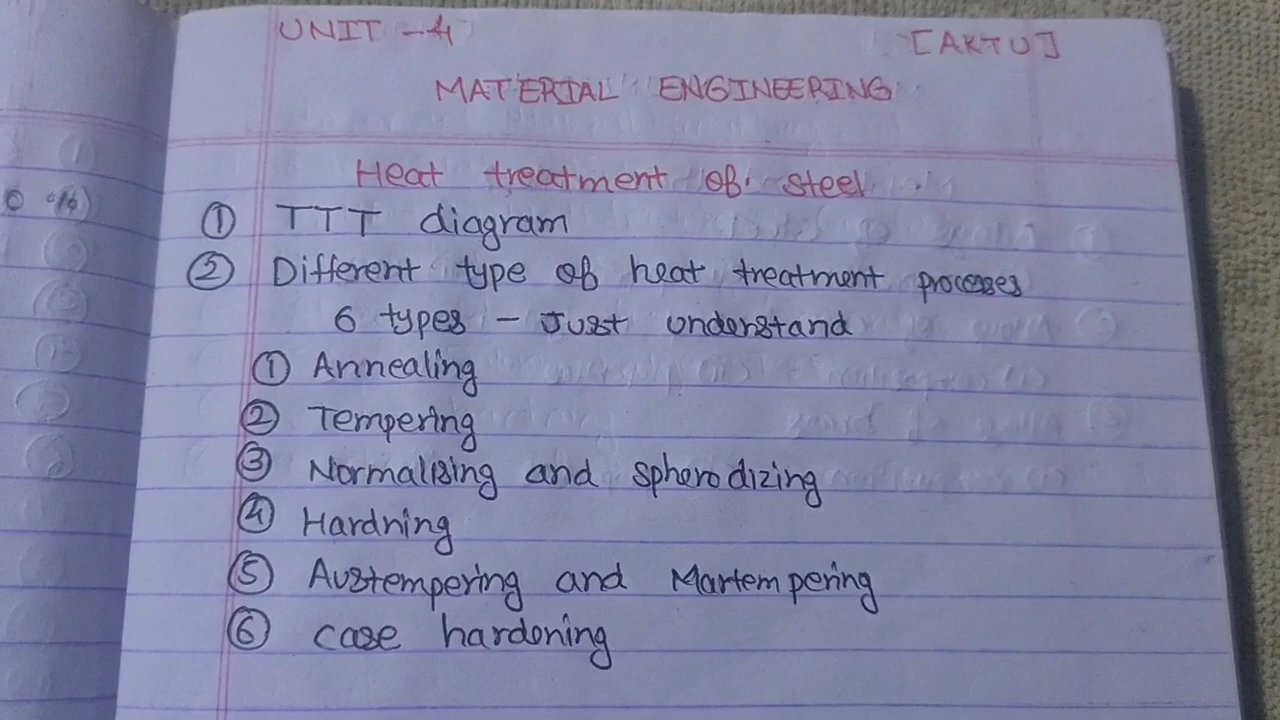 UNIT - 4
[AKTU]
MATERIAL ENGINEERING
Heat treatment of steel
① TTT diagram
② Different type of heat treatment processes
6 types - Just understand
① Annealing
② Tempering
③ Normalising and spherodizing
④ Hardning
⑤ Austempering and Martempering
⑥ case hardening